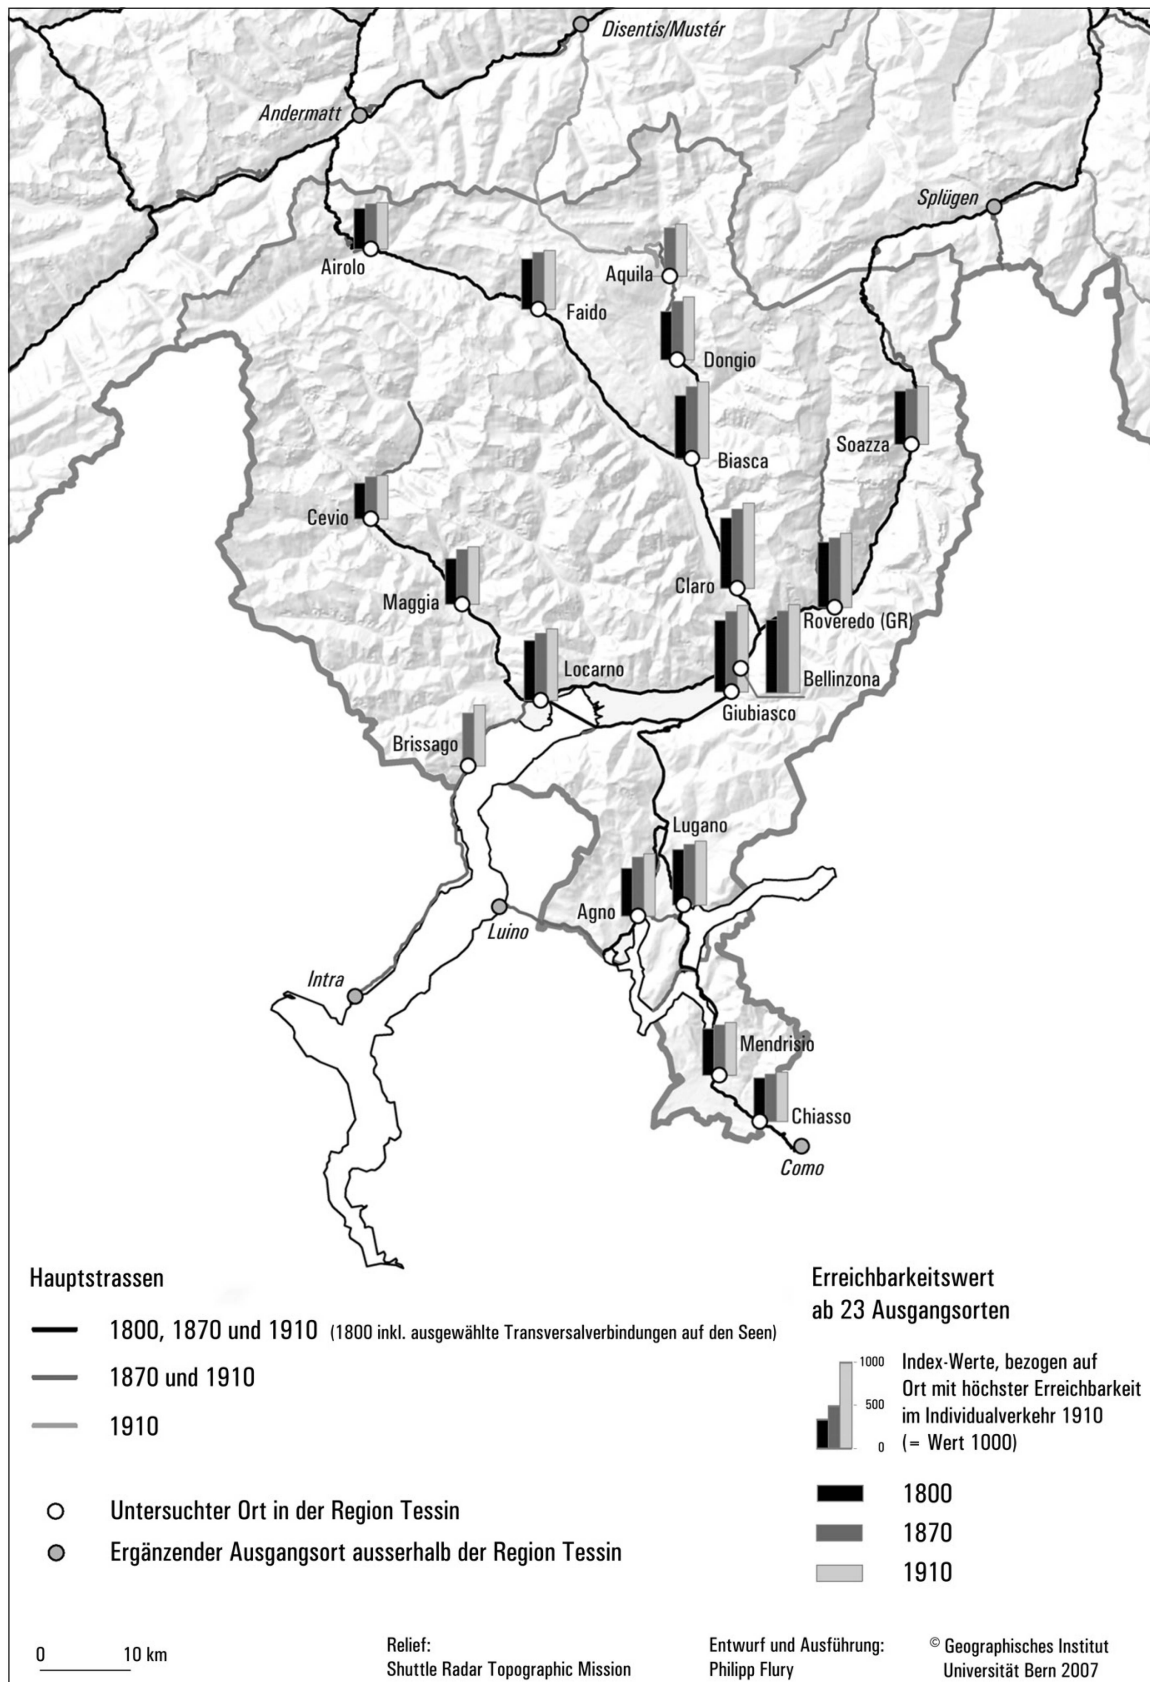 Disentis/Mustér
Andermatt
Splügen
Airolo
Aquila
Faido
Dongio
Soazza
Biasca
Cevio
Claro
Maggia
Roveredo (GR)
Locarno
Bellinzona
Giubiasco
Brissago
Lugano
Agno
Luino
Intra
Mendrisio
Chiasso
Como
Hauptstrassen
1800, 1870 und 1910 (1800 inkl. ausgewählte Transversalverbindungen auf den Seen)
1870 und 1910
1910
Untersuchter Ort in der Region Tessin
Ergänzender Ausgangsort ausserhalb der Region Tessin
Erreichbarkeitswert
ab 23 Ausgangsorten
1000
500
0
Index-Werte, bezogen auf
Ort mit höchster Erreichbarkeit
im Individualverkehr 1910
(= Wert 1000)
1800
1870
1910
0 10 km
Relief:
Shuttle Radar Topographic Mission
Entwurf und Ausführung:
Philipp Flury
© Geographisches Institut
Universität Bern 2007